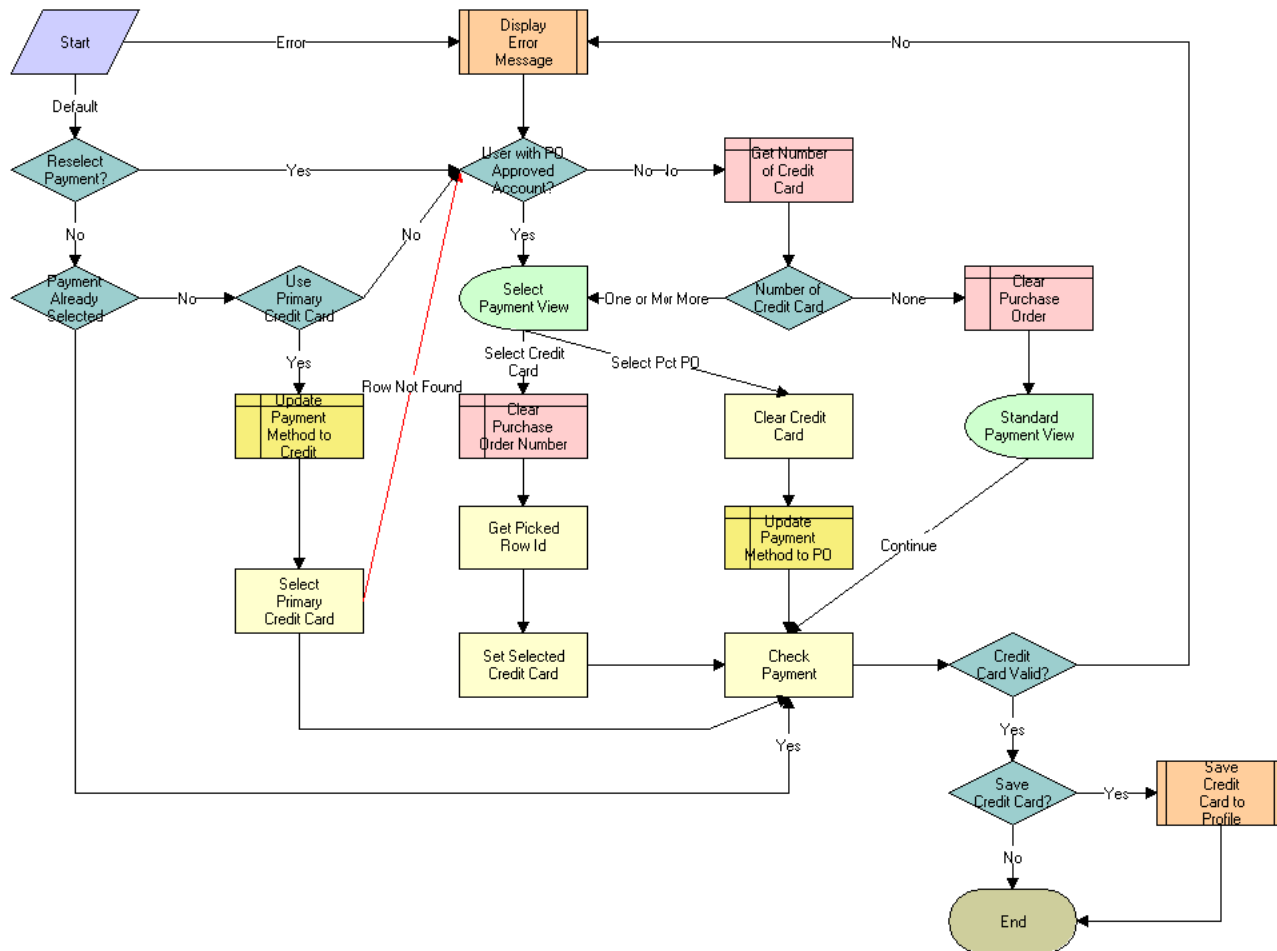 Start
Error
Display
Error
Message
No
Default
Reselect
Payment?
Yes
User with PO
Approved
Account?
No
No
Get Number
of Credit
Card
No
No
Yes
Payment
Already
Selected
No
Use
Primary
Credit Card
Select
Payment View
One or M
or More
Number of
Credit Card
None
Clear
Purchase
Order
Yes
Select Credit
Card
Select Pct PO
Row Not Found
Update
Payment
Method to
Credit
Clear
Purchase
Order Number
Clear Credit
Card
Standard
Payment View
Get Picked
Row Id
Update
Payment
Method to PO
Continue
Select
Primary
Credit Card
Set Selected
Credit Card
Check
Payment
Credit
Card Valid?
Yes
Yes
Save
Credit Card?
Yes
Save
Credit
Card to
Profile
No
End